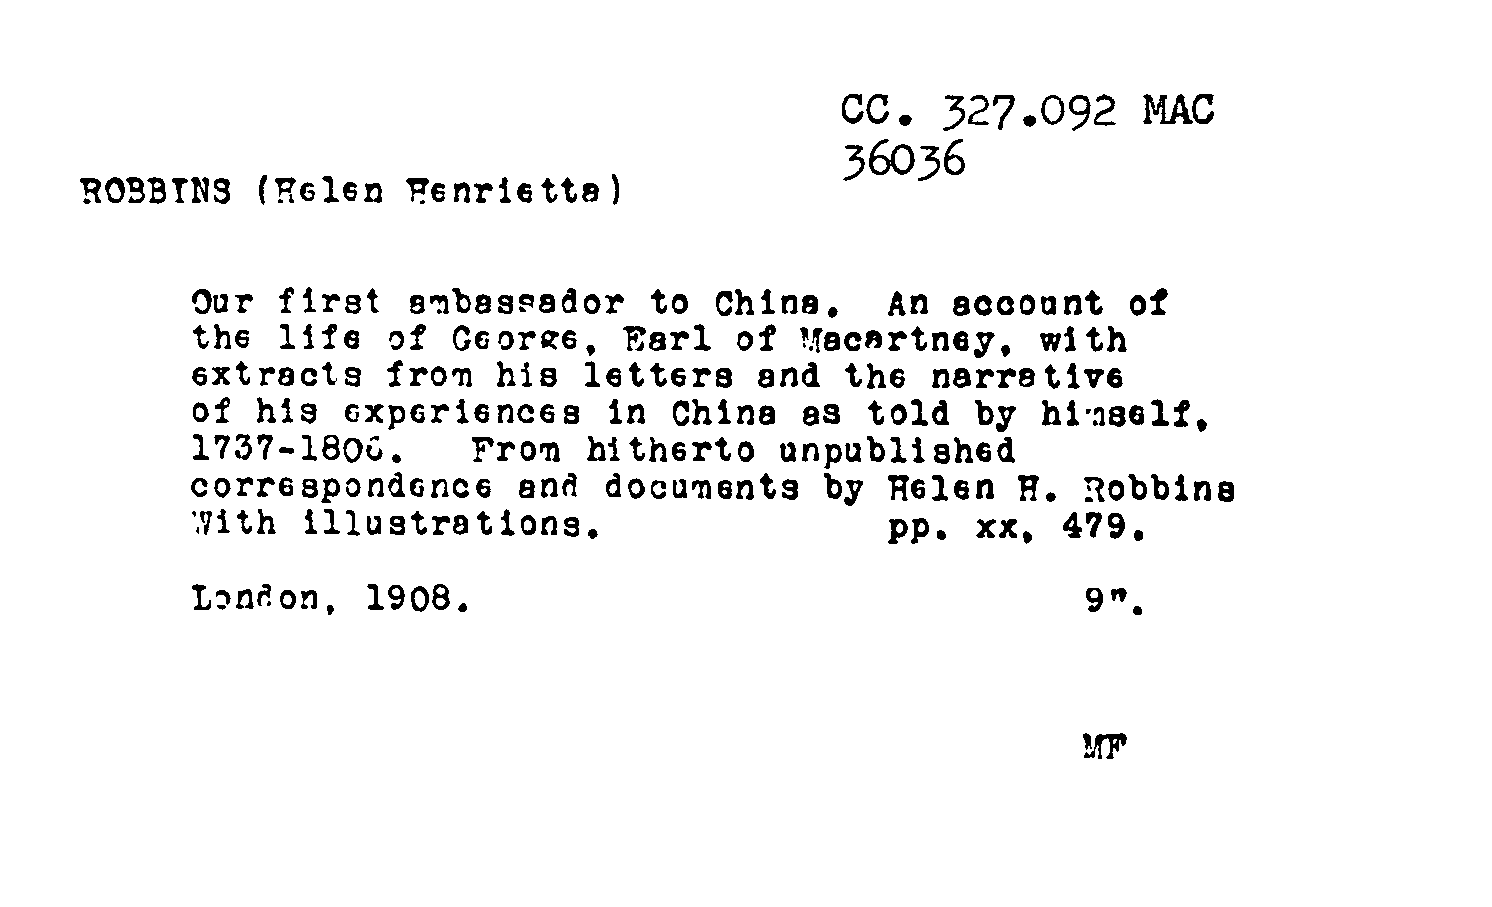 CC. 327.092 MAC
36036
ROBBINS (Helen Henrietta)
Our first ambassador to China. An account of
the life of George, Earl of Macartney, with
extracts from his letters and the narrative
of his experiences in China as told by himself,
1737-1806. From hitherto unpublished
correspondence and documents by Helen H. Robbins
With illustrations. pp. xx, 479.
London, 1908. 9".
MF